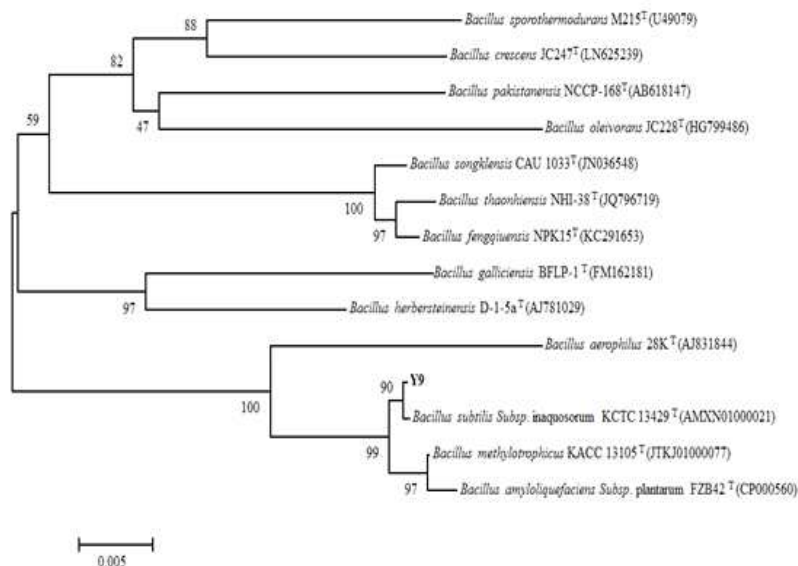 Bacillus sporothermodurans M215ᵀ(U49079)
88
Bacillus crescens JC247ᵀ(LN625239)
82
Bacillus pakistanensis NCCP-168ᵀ(AB618147)
59
47
Bacillus oleivorans JC228ᵀ(HG799486)
Bacillus songklensis CAU 1033ᵀ(JN036548)
Bacillus thaonhiensis NHI-38ᵀ(JQ796719)
100
97
Bacillus fengqiuensis NPK15ᵀ(KC291653)
Bacillus galliciensis BFLP-1 ᵀ(FM162181)
97
Bacillus herbersteinensis D-1-5aᵀ(AJ781029)
Bacillus aerophilus 28Kᵀ(AJ831844)
90
Y9
100
Bacillus subtilis Subsp. inaquosorum KCTC 13429ᵀ(AMXN01000021)
99
Bacillus methylotrophicus KACC 13105ᵀ(JTKJ01000077)
97
Bacillus amyloliquefaciens Subsp. plantarum FZB42ᵀ(CP000560)
0.005